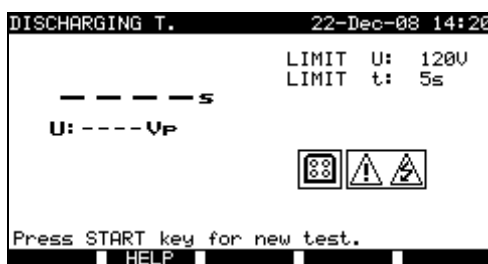 DISCHARGING T. 22-Dec-08 14:20
LIMIT U: 120V
LIMIT t: 5s
----s
U:----Vp
Press START key for new test.
HELP